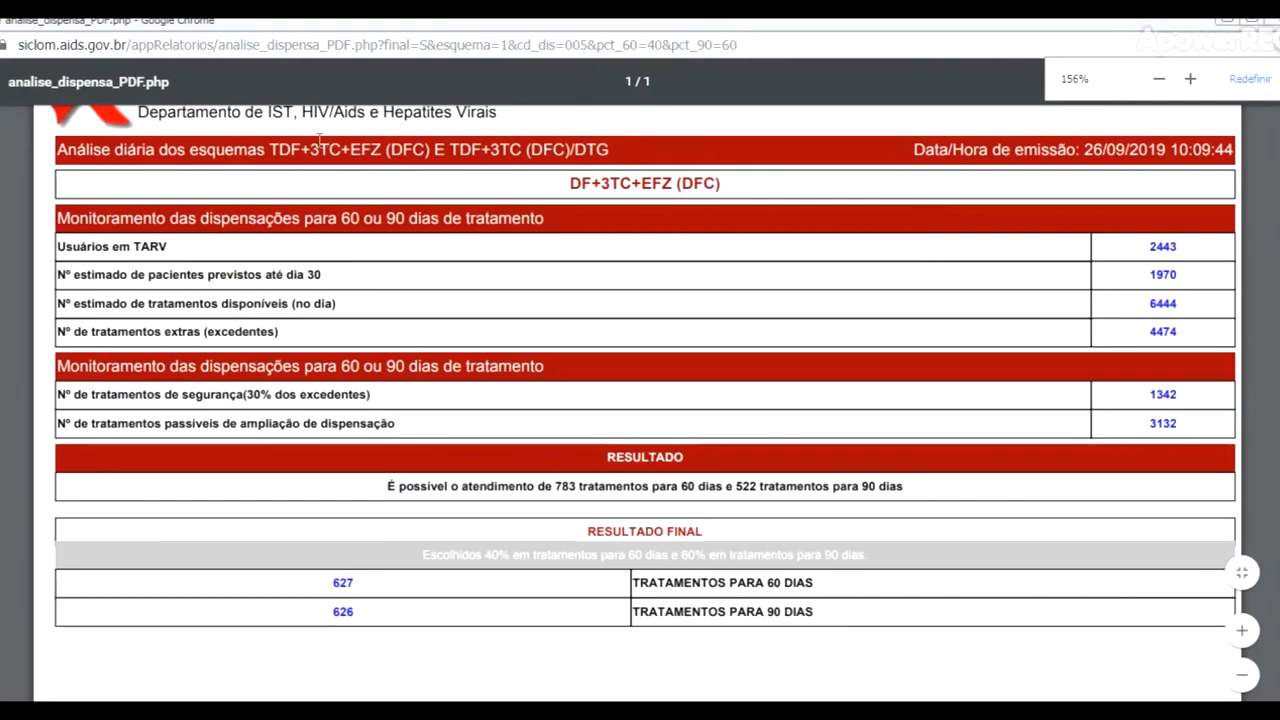 analise_dispensa_PDF.php - Google Chrome
siclom.aids.gov.br/appRelatorios/analise_dispensa_PDF.php?final=S&esquema=1&cd_dis=005&pct_60=40&pct_90=60
analise_dispensa_PDF.php
1 / 1
156%
Redefinir
Departamento de IST, HIV/Aids e Hepatites Virais
Análise diária dos esquemas TDF+3TC+EFZ (DFC) E TDF+3TC (DFC)/DTG Data/Hora de emissão: 26/09/2019 10:09:44
DF+3TC+EFZ (DFC)
Monitoramento das dispensações para 60 ou 90 dias de tratamento
Usuários em TARV 2443
Nº estimado de pacientes previstos até dia 30 1970
Nº estimado de tratamentos disponíveis (no dia) 6444
Nº de tratamentos extras (excedentes) 4474
Monitoramento das dispensações para 60 ou 90 dias de tratamento
Nº de tratamentos de segurança(30% dos excedentes) 1342
Nº de tratamentos passíveis de ampliação de dispensação 3132
RESULTADO
É possível o atendimento de 783 tratamentos para 60 dias e 522 tratamentos para 90 dias
RESULTADO FINAL
Escolhidos 40% em tratamentos para 60 dias e 60% em tratamentos para 90 dias.
627 TRATAMENTOS PARA 60 DIAS
626 TRATAMENTOS PARA 90 DIAS